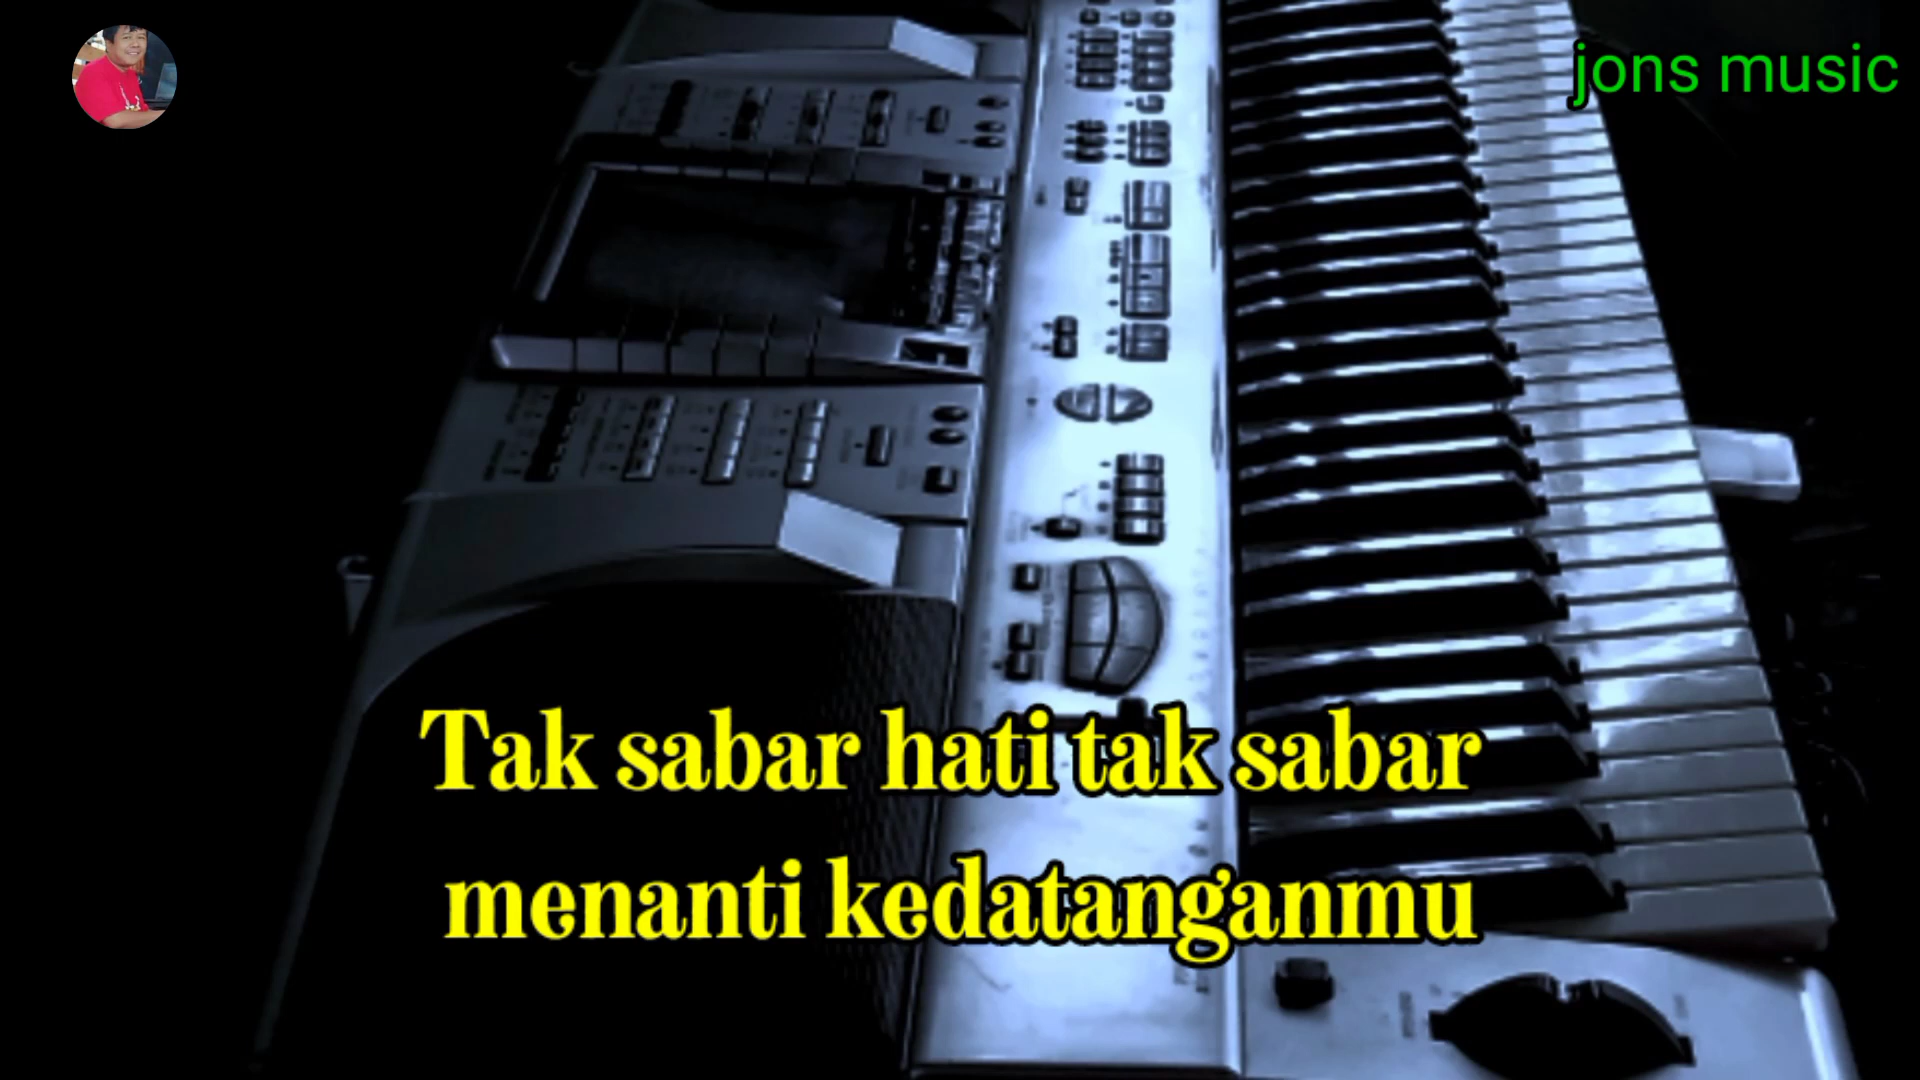 jons music
Tak sabar hati tak sabar
menanti kedatanganmu